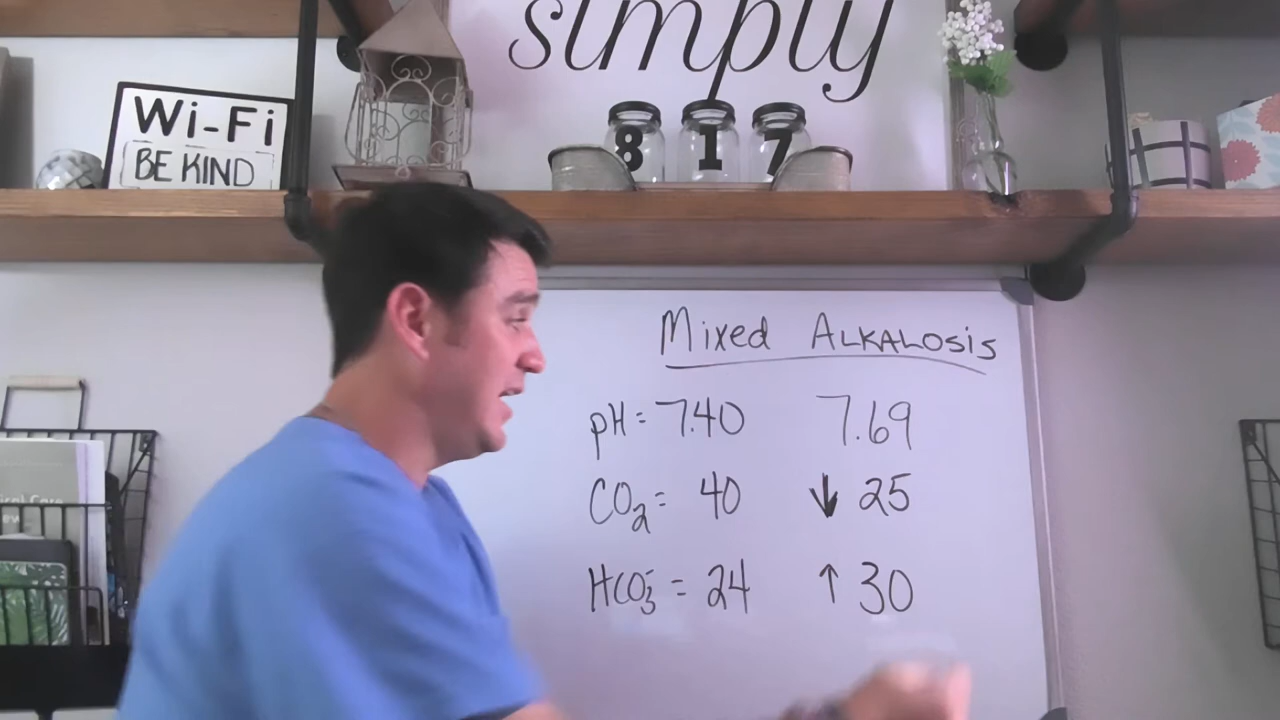 simply
8 1 7
Wi-Fi
BE KIND
Mixed ALKALOSIS
pH = 7.40 7.69
CO₂ = 40 ↓ 25
HCO₃⁻ = 24 ↑ 30